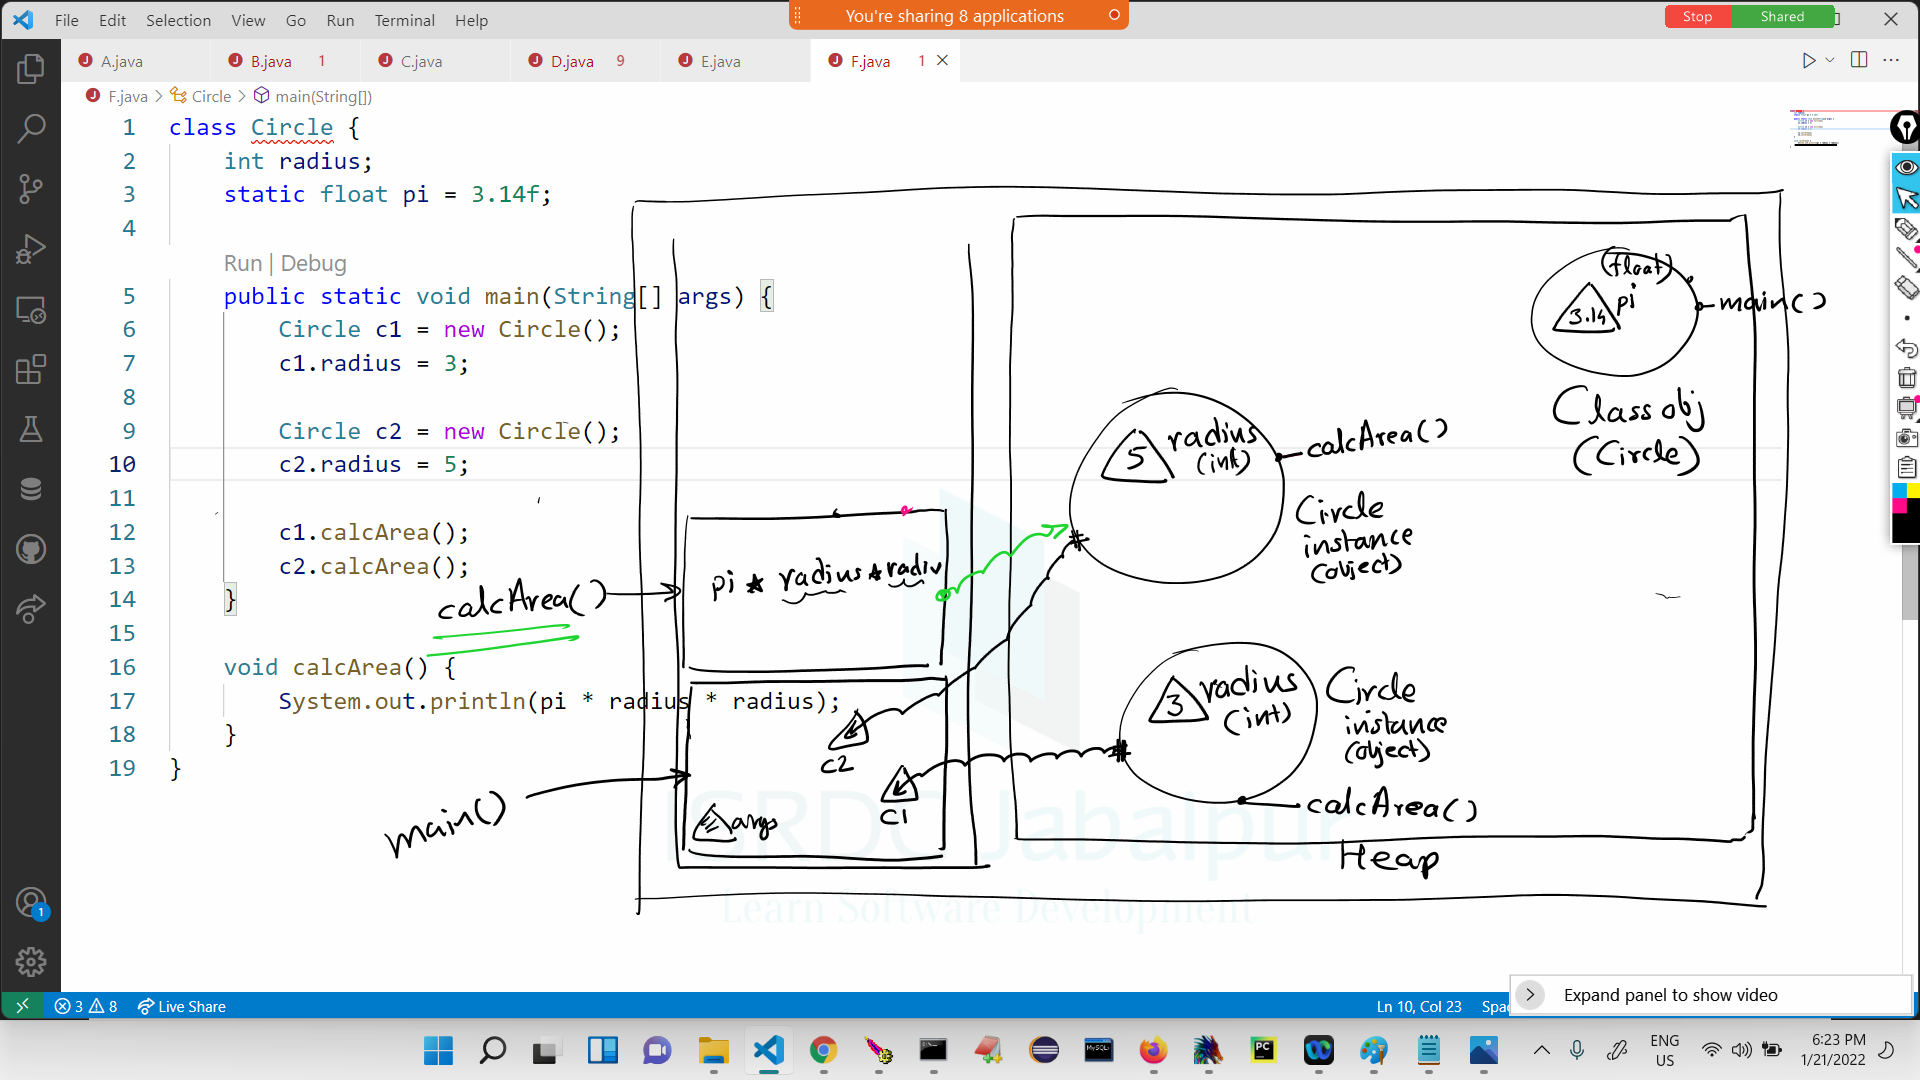 File Edit Selection View Go Run Terminal Help
You're sharing 8 applications
Stop Shared
A.java
B.java 1
C.java
D.java 9
E.java
F.java 1
F.java > Circle > main(String[])
1 class Circle {
2 int radius;
3 static float pi = 3.14f;
4
Run | Debug
5 public static void main(String[] args) {
6 Circle c1 = new Circle();
7 c1.radius = 3;
8
9 Circle c2 = new Circle();
10 c2.radius = 5;
11
12 c1.calcArea();
13 c2.calcArea();
14 }
15
16 void calcArea() {
17 System.out.println(pi * radius * radius);
18 }
19 }
calcArea()
main()
pi * radius * radiu
c2
c1
args
(float)
3.14 pi
main()
Class obj
(Circle)
5 radius
(int)
calcArea()
Circle
instance
(object)
3 radius
(int)
Circle
instance
(object)
calcArea()
Heap
ISRDC Jabalpur
Learn Software Development
3 8 Live Share
Ln 10, Col 23 Spac
Expand panel to show video
1
PC
MySQL
ENG
US
6:23 PM
1/21/2022